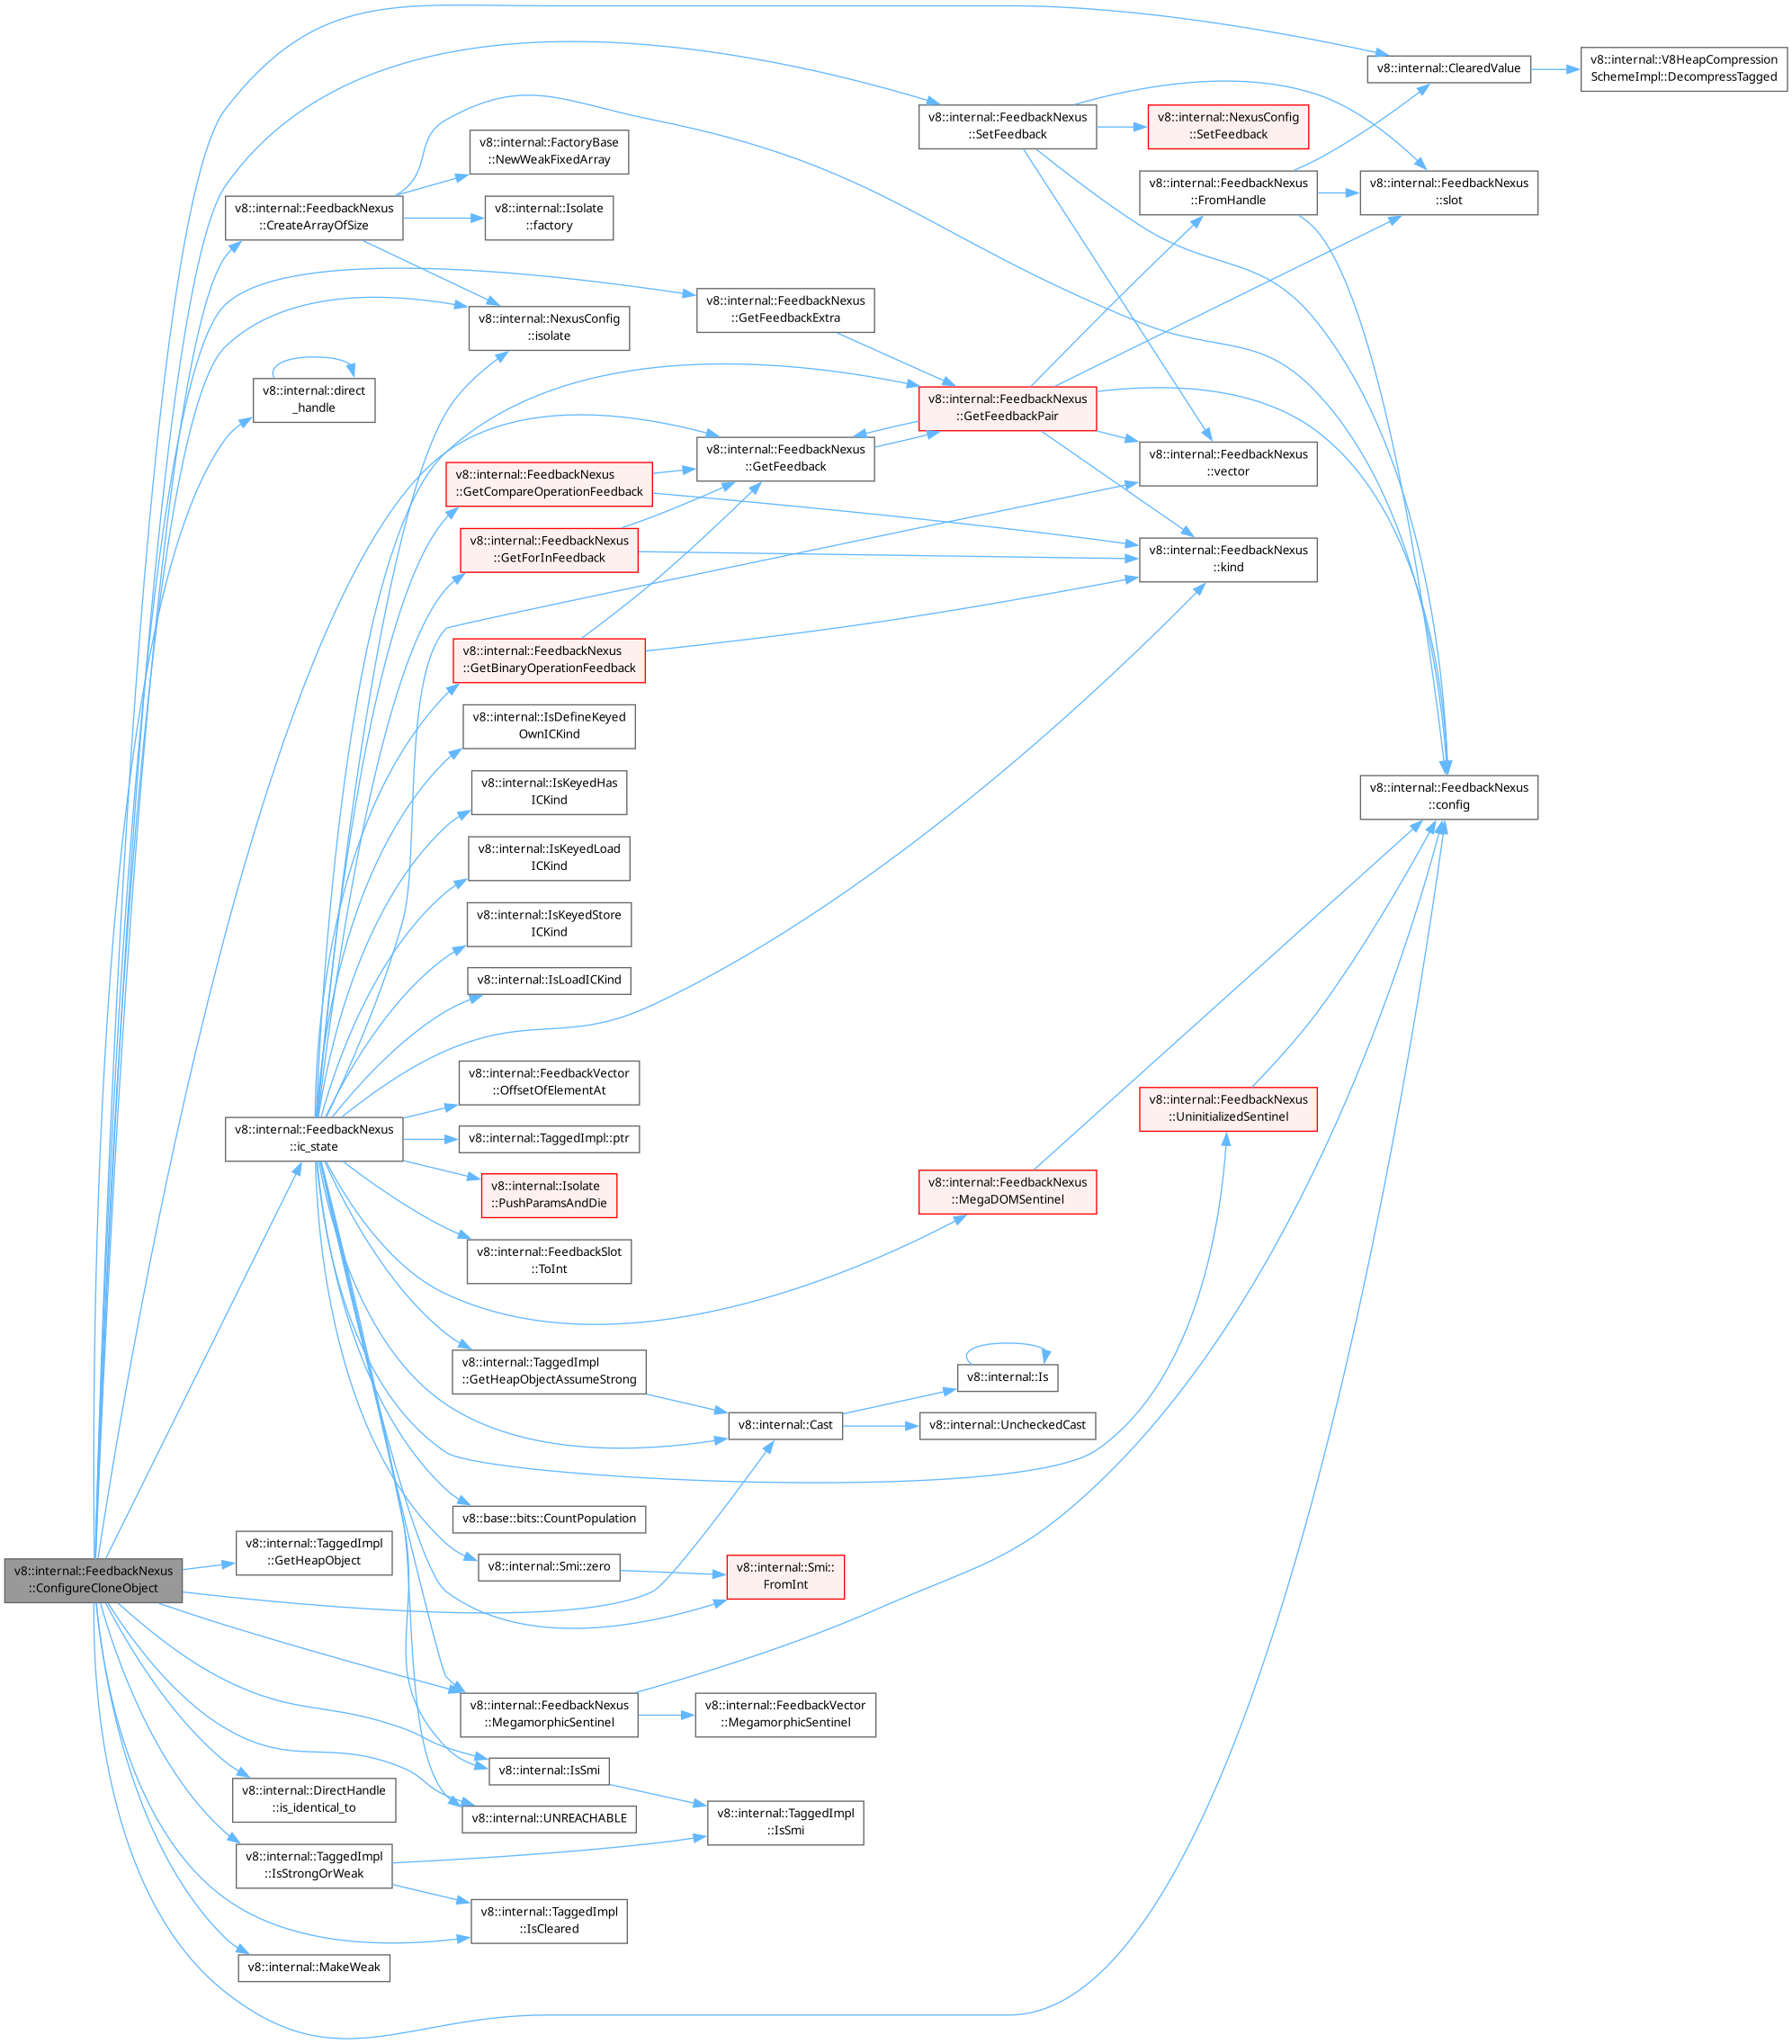 v8::internal::ClearedValue
v8::internal::V8HeapCompression
SchemeImpl::DecompressTagged
v8::internal::FeedbackNexus
::SetFeedback
v8::internal::NexusConfig
::SetFeedback
v8::internal::FactoryBase
::NewWeakFixedArray
v8::internal::FeedbackNexus
::FromHandle
v8::internal::FeedbackNexus
::slot
v8::internal::FeedbackNexus
::CreateArrayOfSize
v8::internal::Isolate
::factory
v8::internal::FeedbackNexus
::GetFeedbackExtra
v8::internal::NexusConfig
::isolate
v8::internal::direct
_handle
v8::internal::FeedbackNexus
::GetFeedbackPair
v8::internal::FeedbackNexus
::GetFeedback
v8::internal::FeedbackNexus
::vector
v8::internal::FeedbackNexus
::GetCompareOperationFeedback
v8::internal::FeedbackNexus
::GetForInFeedback
v8::internal::FeedbackNexus
::kind
v8::internal::FeedbackNexus
::GetBinaryOperationFeedback
v8::internal::IsDefineKeyed
OwnICKind
v8::internal::IsKeyedHas
ICKind
v8::internal::FeedbackNexus
::config
v8::internal::IsKeyedLoad
ICKind
v8::internal::IsKeyedStore
ICKind
v8::internal::IsLoadICKind
v8::internal::FeedbackVector
::OffsetOfElementAt
v8::internal::FeedbackNexus
::UninitializedSentinel
v8::internal::FeedbackNexus
::ic_state
v8::internal::TaggedImpl::ptr
v8::internal::Isolate
::PushParamsAndDie
v8::internal::FeedbackNexus
::MegaDOMSentinel
v8::internal::FeedbackSlot
::ToInt
v8::internal::TaggedImpl
::GetHeapObjectAssumeStrong
v8::internal::Is
v8::internal::Cast
v8::internal::UncheckedCast
v8::base::bits::CountPopulation
v8::internal::TaggedImpl
::GetHeapObject
v8::internal::Smi::zero
v8::internal::Smi::
FromInt
v8::internal::FeedbackNexus
::ConfigureCloneObject
v8::internal::FeedbackNexus
::MegamorphicSentinel
v8::internal::FeedbackVector
::MegamorphicSentinel
v8::internal::IsSmi
v8::internal::DirectHandle
::is_identical_to
v8::internal::UNREACHABLE
v8::internal::TaggedImpl
::IsSmi
v8::internal::TaggedImpl
::IsStrongOrWeak
v8::internal::TaggedImpl
::IsCleared
v8::internal::MakeWeak